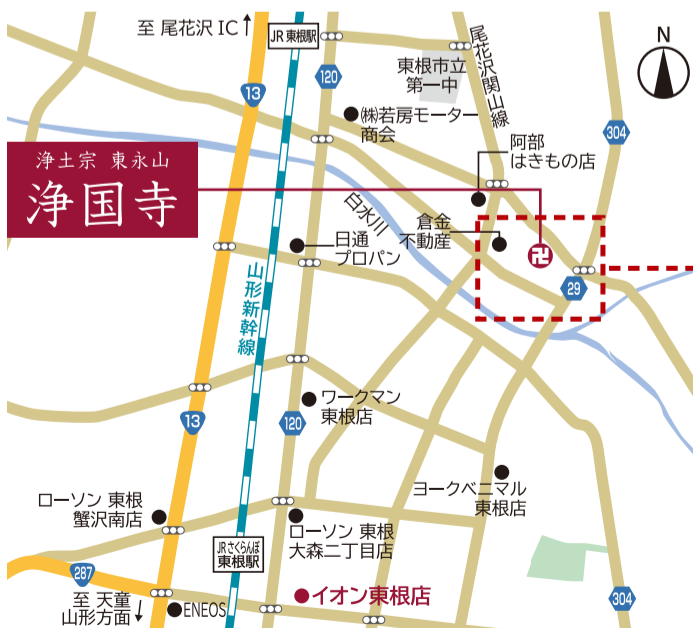 至 尾花沢 IC
JR 東根駅
120
13
東根市立
第一中
尾花沢関山線
N
㈱若房モーター
商会
304
阿部
はきもの店
浄土宗 東永山
浄国寺
白水川
倉金
不動産
卍
日通
プロパン
29
山形新幹線
ワークマン
東根店
13
120
ヨークベニマル
東根店
ローソン 東根
蟹沢南店
ローソン 東根
大森二丁目店
JR さくらんぼ
東根駅
287
イオン東根店
304
至 天童
山形方面
ENEOS